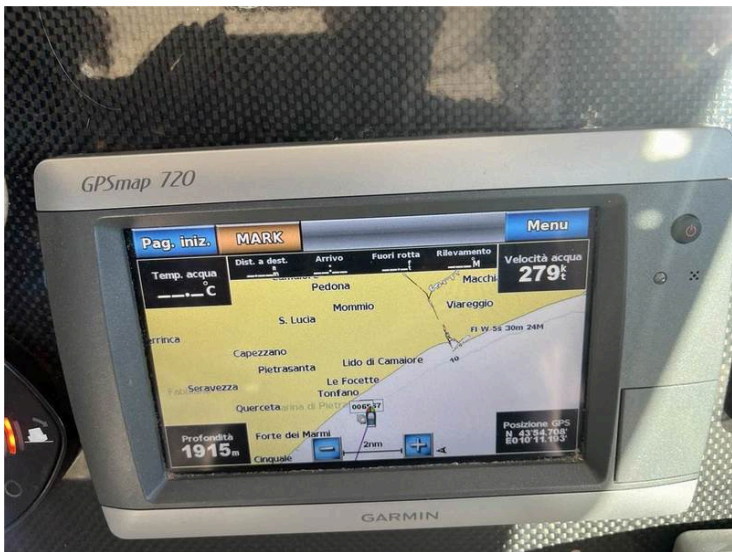 GPSmap 720
Pag. iniz. MARK Menu
Temp. acqua
__._°C
Dist. a dest. Arrivo Fuori rotta Rilevamento
Velocità acqua
279kt
Pedona
Macchi
Mommio
Viareggio
S. Lucia
Fl W 5s 30m 24M
Capezzano
10
Pietrasanta
Lido di Camaiore
Le Focette
Seravezza
Tonfano
Querceta
Forte dei Marmi
Cinquale
Profondità
1915m
2nm
Posizione GPS
N 43°54.708'
E010°11.193'
GARMIN